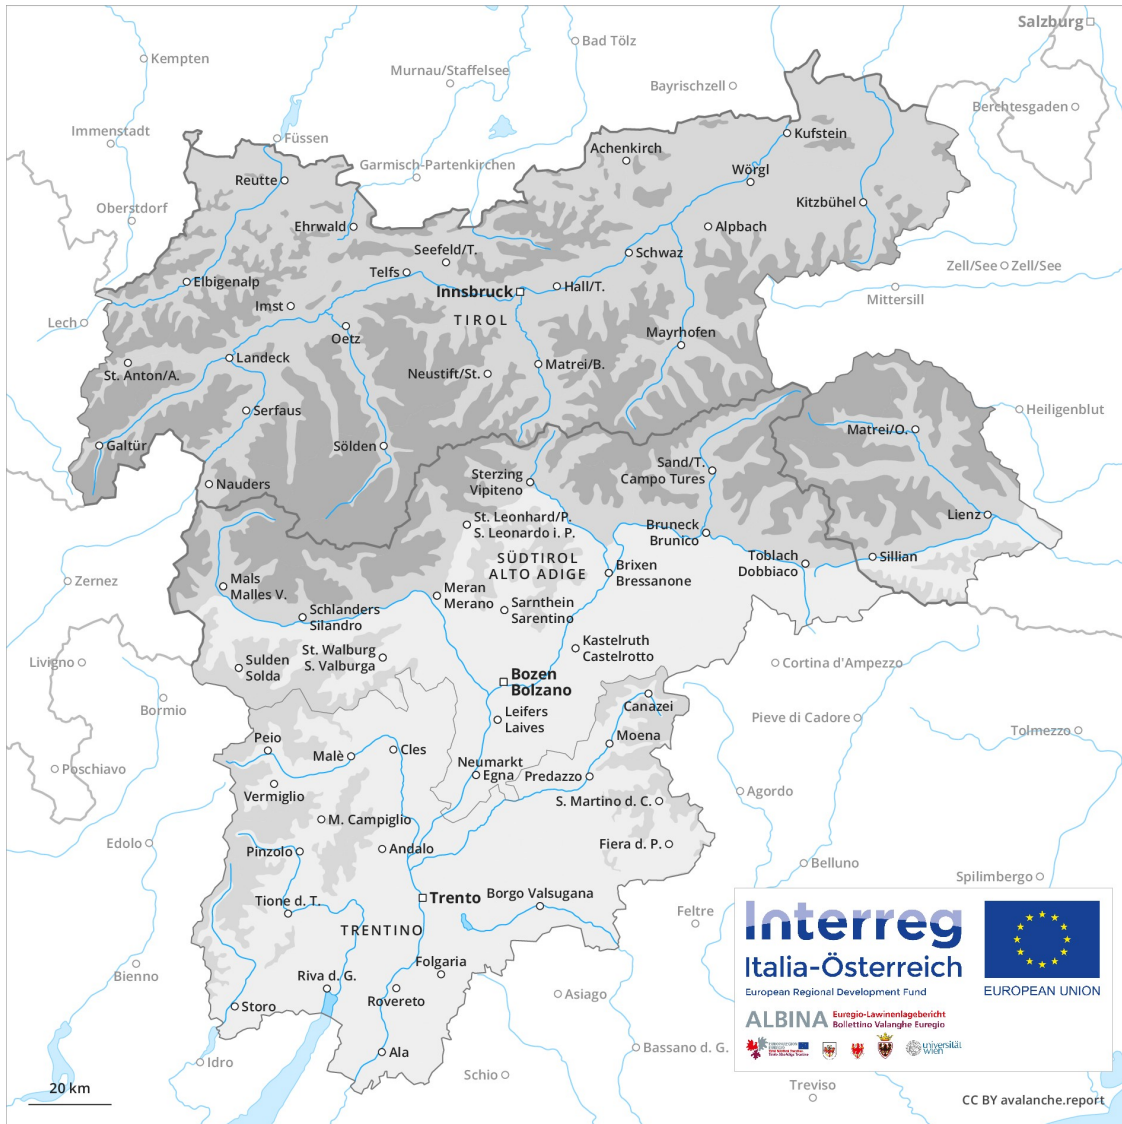 Salzburg
Bad Tölz
Kempten
Murnau/Staffelsee
Bayrischzell
Berchtesgaden
Immenstadt
Füssen
Kufstein
Achenkirch
Garmisch-Partenkirchen
Wörgl
Reutte
Kitzbühel
Oberstdorf
Ehrwald
Alpbach
Seefeld/T.
Schwaz
Telfs
Zell/See
Zell/See
Elbigenalp
Innsbruck
Hall/T.
Mittersill
Imst
TIROL
Lech
Oetz
Mayrhofen
Landeck
Matrei/B.
St. Anton/A.
Neustift/St.
Serfaus
Heiligenblut
Matrei/O.
Galtür
Sölden
Sand/T.
Campo Tures
Sterzing
Vipiteno
Nauders
St. Leonhard/P.
S. Leonardo i. P.
Lienz
Bruneck
Brunico
SÜDTIROL
ALTO ADIGE
Toblach
Dobbiaco
Sillian
Brixen
Bressanone
Zernez
Mals
Malles V.
Meran
Merano
Sarnthein
Sarentino
Schlanders
Silandro
Kastelruth
Castelrotto
St. Walburg
S. Valburga
Livigno
Sulden
Solda
Cortina d'Ampezzo
Bozen
Bolzano
Canazei
Bormio
Leifers
Laives
Pieve di Cadore
Tolmezzo
Peio
Moena
Cles
Malè
Neumarkt
Egna
Predazzo
Poschiavo
Vermiglio
Agordo
S. Martino d. C.
M. Campiglio
Edolo
Pinzolo
Andalo
Fiera d. P.
Belluno
Spilimbergo
Tione d. T.
Trento
Borgo Valsugana
Feltre
TRENTINO
Interreg
Italia-Österreich
European Regional Development Fund
EUROPEAN UNION
Bienno
Riva d. G.
Folgaria
Rovereto
Asiago
Storo
ALBINA
Euregio-Lawinenlagebericht
Bollettino Valanghe Euregio
universität
wien
Ala
Idro
Bassano d. G.
Schio
Treviso
20 km
CC BY avalanche.report